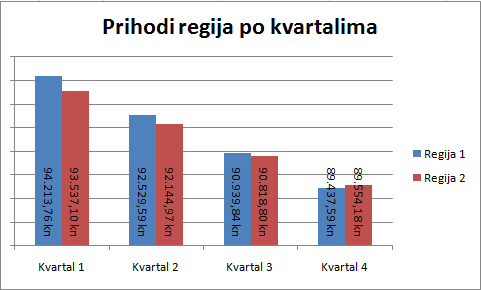 Prihodi regija po kvartalima
94.213,76 kn
93.537,10 kn
92.529,59 kn
92.144,97 kn
90.939,84 kn
90.818,80 kn
89.437,59 kn
89.554,18 kn
Regija 1
Regija 2
Kvartal 1
Kvartal 2
Kvartal 3
Kvartal 4